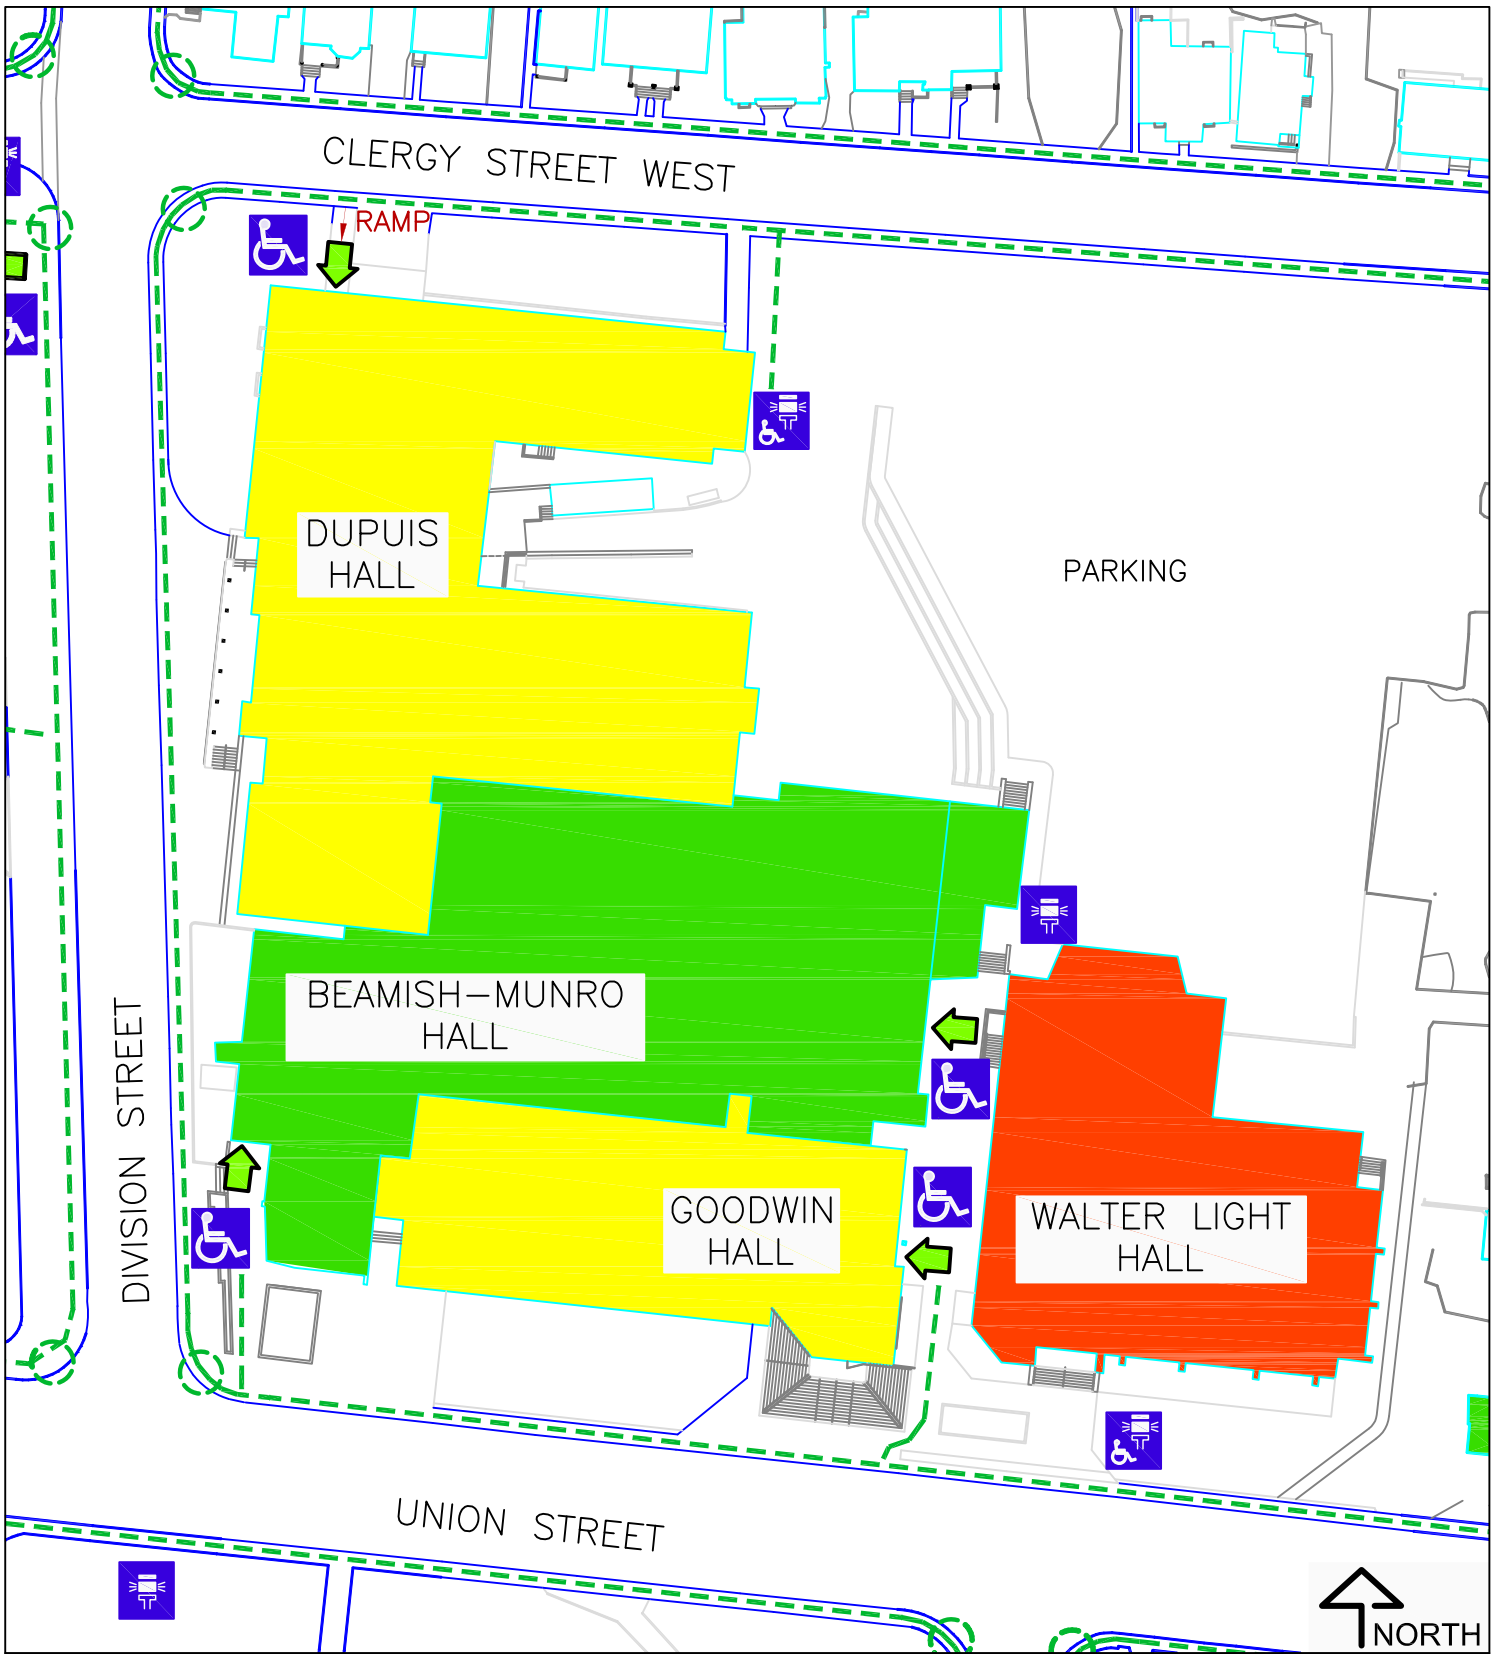 CLERGY STREET WEST
RAMP
DUPUIS
HALL
PARKING
BEAMISH-MUNRO
HALL
DIVISION STREET
GOODWIN
HALL
WALTER LIGHT
HALL
UNION STREET
NORTH